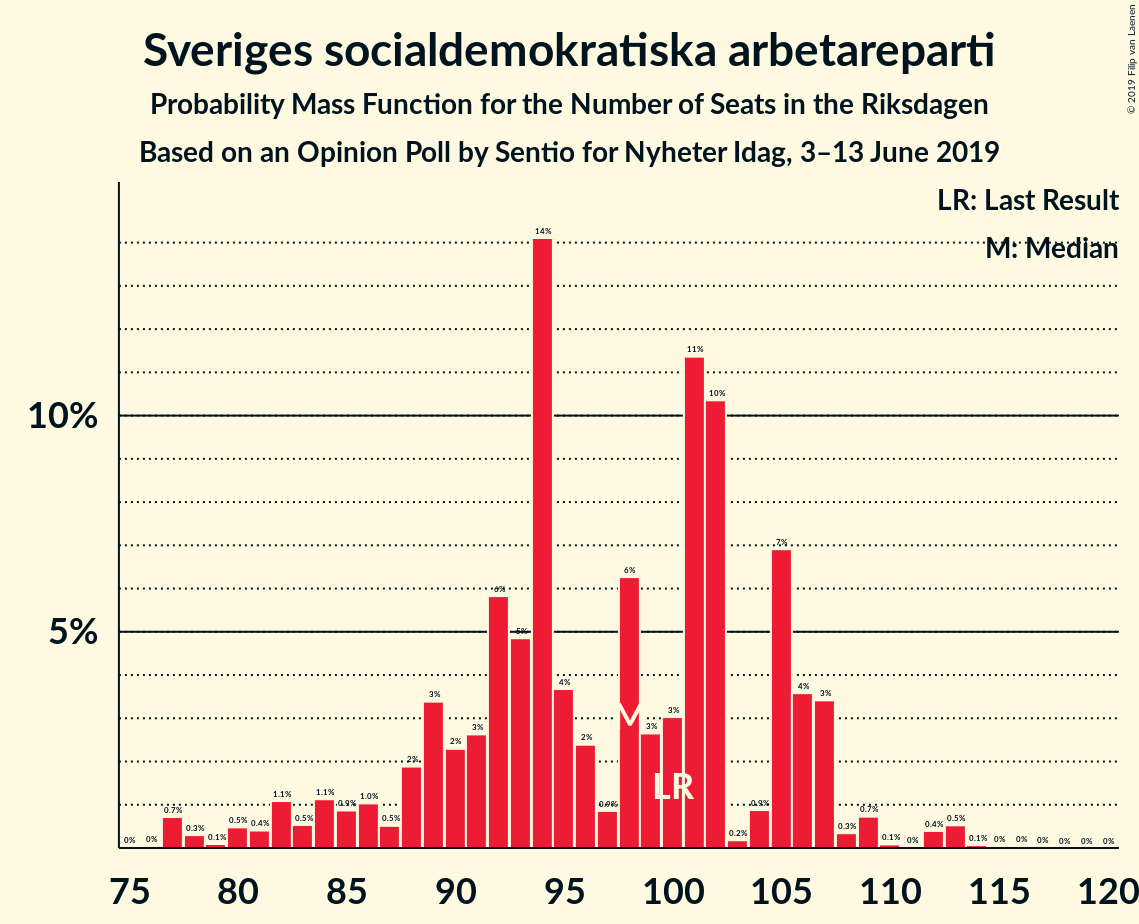 © 2019 Filip van Laenen
Sveriges socialdemokratiska arbetareparti
Probability Mass Function for the Number of Seats in the Riksdagen
Based on an Opinion Poll by Sentio for Nyheter Idag, 3–13 June 2019
LR: Last Result
M: Median
10%
5%
0% 0% 0.7% 0.3% 0.1% 0.5% 0.4% 1.1% 0.5% 1.1% 0.9% 1.0% 0.5% 2% 3% 2% 3% 6% 5% 14% 4% 2% 0.9% 6% 3% 3% 11% 10% 0.2% 0.9% 7% 4% 3% 0.3% 0.7% 0.1% 0% 0.4% 0.5% 0.1% 0% 0% 0% 0% 0% 0%
M
LR
75 80 85 90 95 100 105 110 115 120